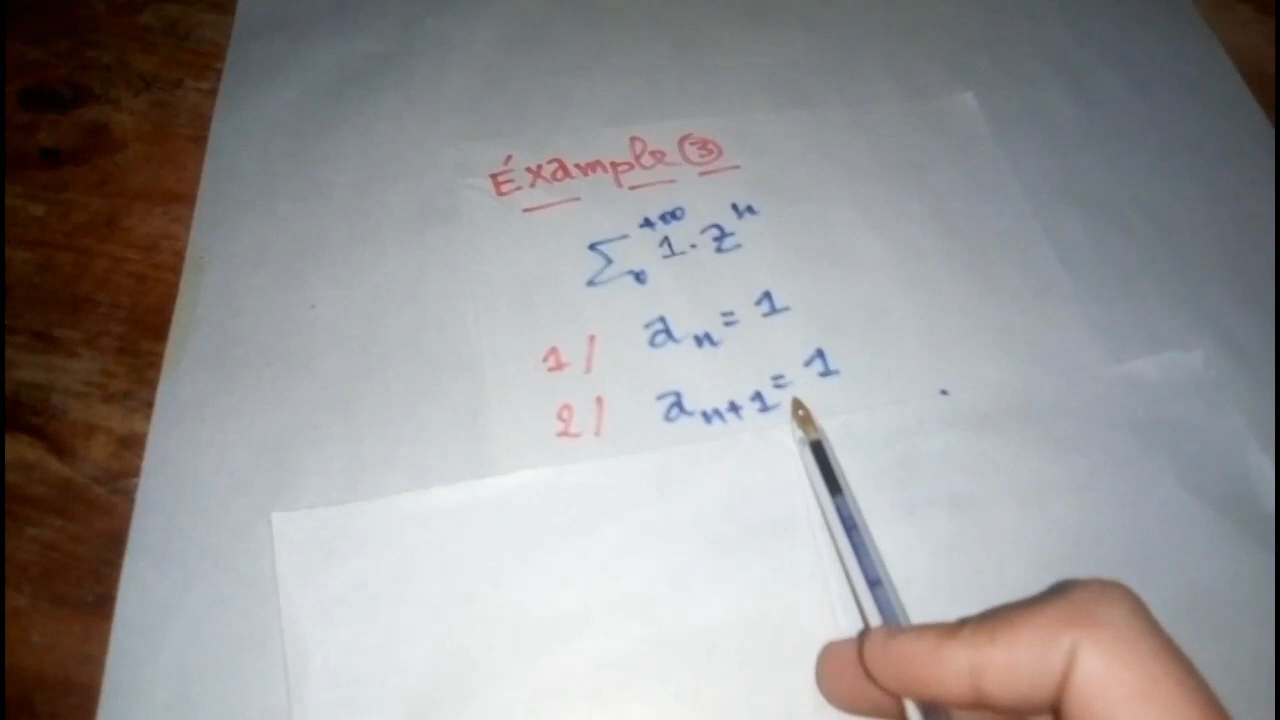 Éxample ③
+∞
∑ 1·z^n
0
1/ a_n = 1
2/ a_{n+1} = 1